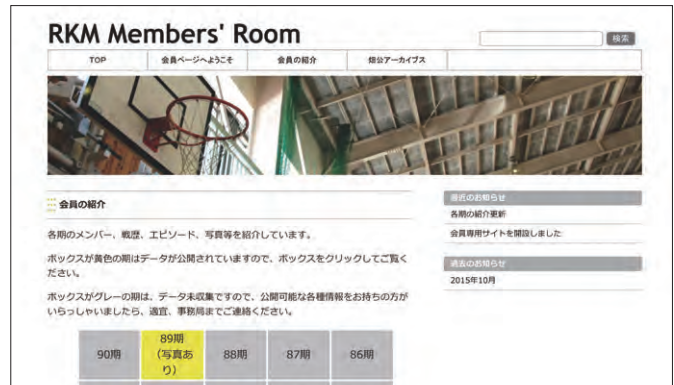 RKM Members' Room
検索
TOP 会員ページへようこそ 会員の紹介 畑公アーカイブス
会員の紹介
各期のメンバー、戦歴、エピソード、写真等を紹介しています。
ボックスが黄色の期はデータが公開されていますので、ボックスをクリックしてご覧く
ださい。
ボックスがグレーの期は、データ未収集ですので、公開可能な各種情報をお持ちの方が
いらっしゃいましたら、適宜、事務局までご連絡ください。
90期
89期
(写真あ
り)
88期
87期
86期
最近のお知らせ
各期の紹介更新
会員専用サイトを開設しました
過去のお知らせ
2015年10月